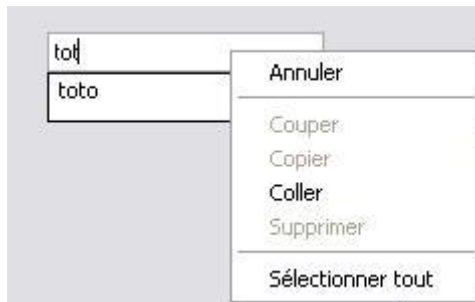 tot
toto
Annuler
Couper
Copier
Coller
Supprimer
Sélectionner tout